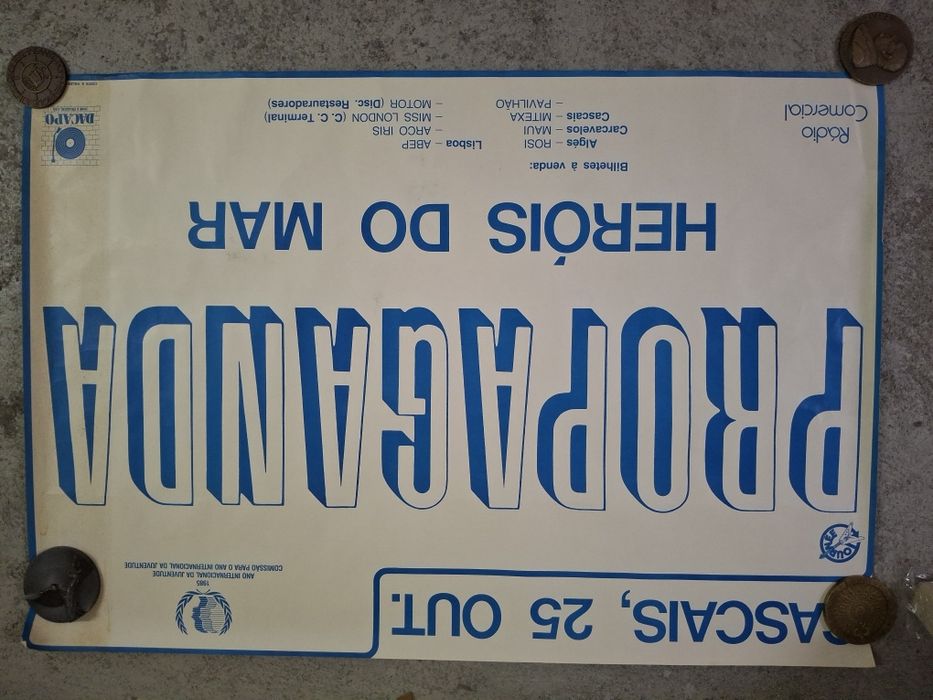 CASCAIS, 25 OUT.
1985
ANO INTERNACIONAL DA JUVENTUDE
COMISSÃO PARA O ANO INTERNACIONAL DA JUVENTUDE
TOURNÉE
PROPAGANDA
HERÓIS DO MAR
Bilhetes à venda:
Algés – ROSI
Carcavelos – MAUI
Cascais – MITEXA
– PAVILHÃO
Lisboa – ABEP
– ARCO IRIS
– MISS LONDON (C. C. Terminal)
– MOTOR (Disc. Restauradores)
Rádio
Comercial
DACAPO